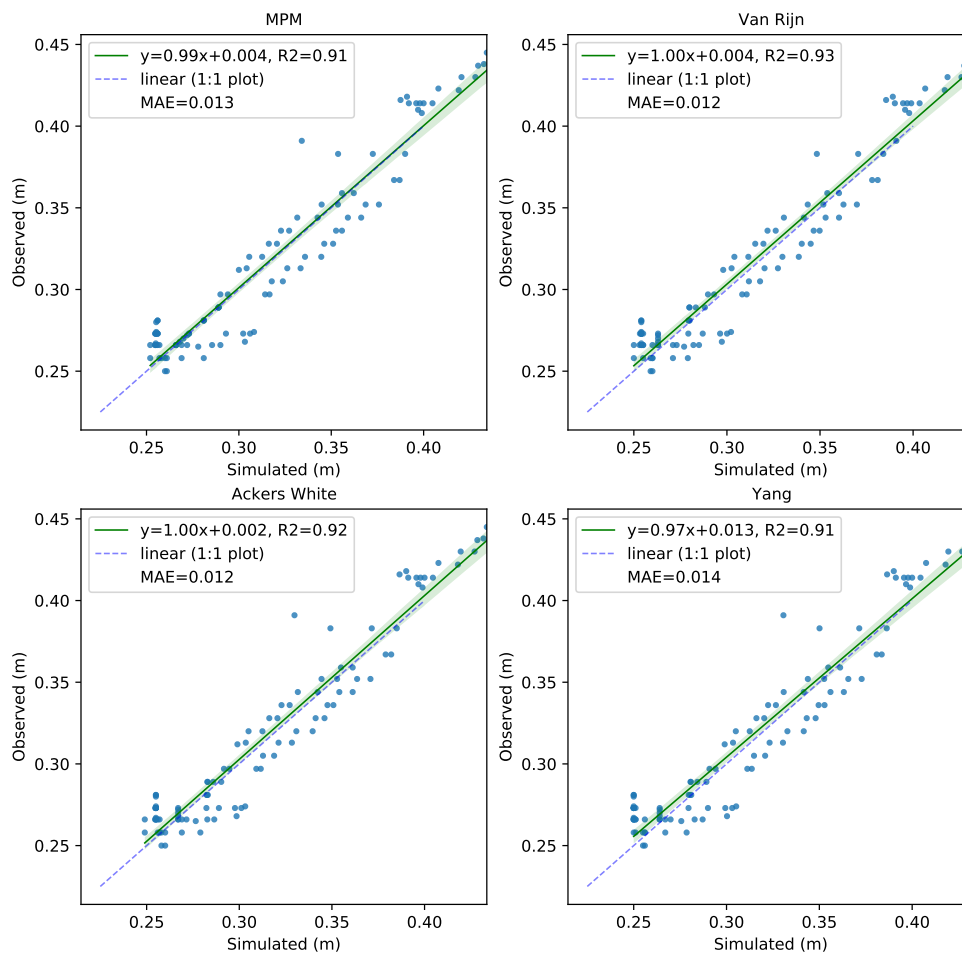 MPM
y=0.99x+0.004, R2=0.91
linear (1:1 plot)
MAE=0.013
0.45
0.40
0.35
0.30
0.25
Observed (m)
0.25 0.30 0.35 0.40
Simulated (m)
Van Rijn
y=1.00x+0.004, R2=0.93
linear (1:1 plot)
MAE=0.012
0.45
0.40
0.35
0.30
0.25
Observed (m)
0.25 0.30 0.35 0.40
Simulated (m)
Ackers White
y=1.00x+0.002, R2=0.92
linear (1:1 plot)
MAE=0.012
0.45
0.40
0.35
0.30
0.25
Observed (m)
0.25 0.30 0.35 0.40
Simulated (m)
Yang
y=0.97x+0.013, R2=0.91
linear (1:1 plot)
MAE=0.014
0.45
0.40
0.35
0.30
0.25
Observed (m)
0.25 0.30 0.35 0.40
Simulated (m)